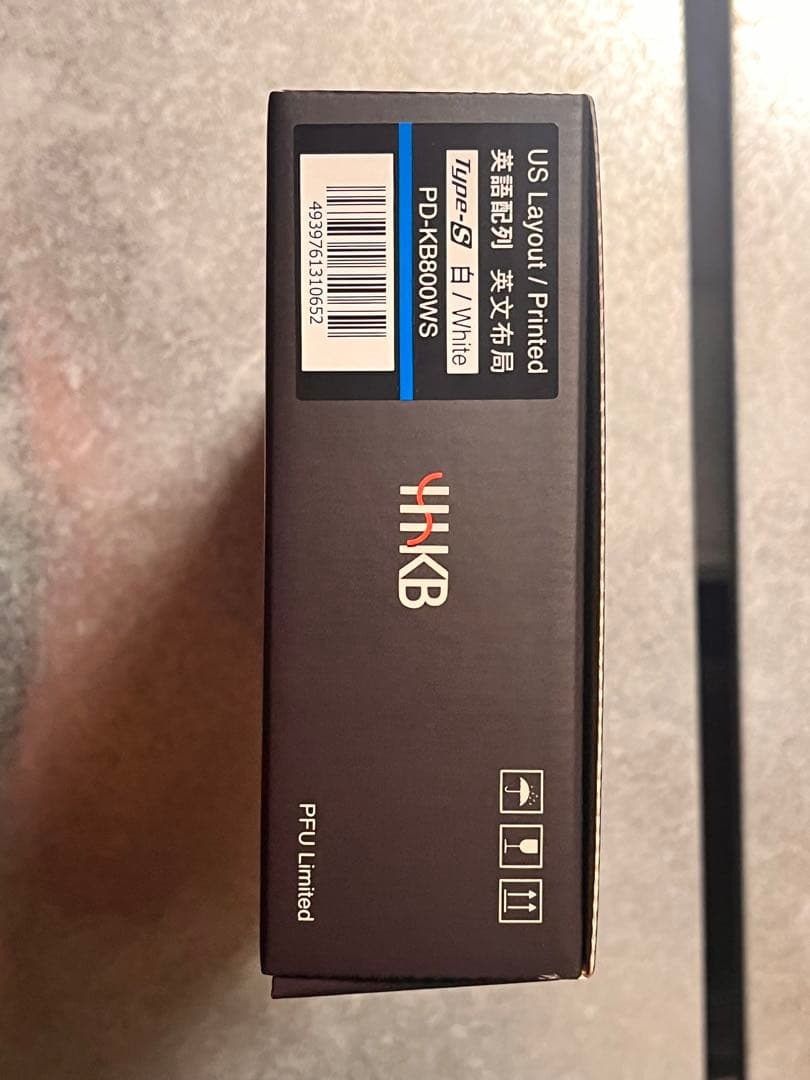 US Layout / Printed
英語配列 英文布局
Type-S 白 / White
PD-KB800WS
4939761310652
HHKB
PFU Limited